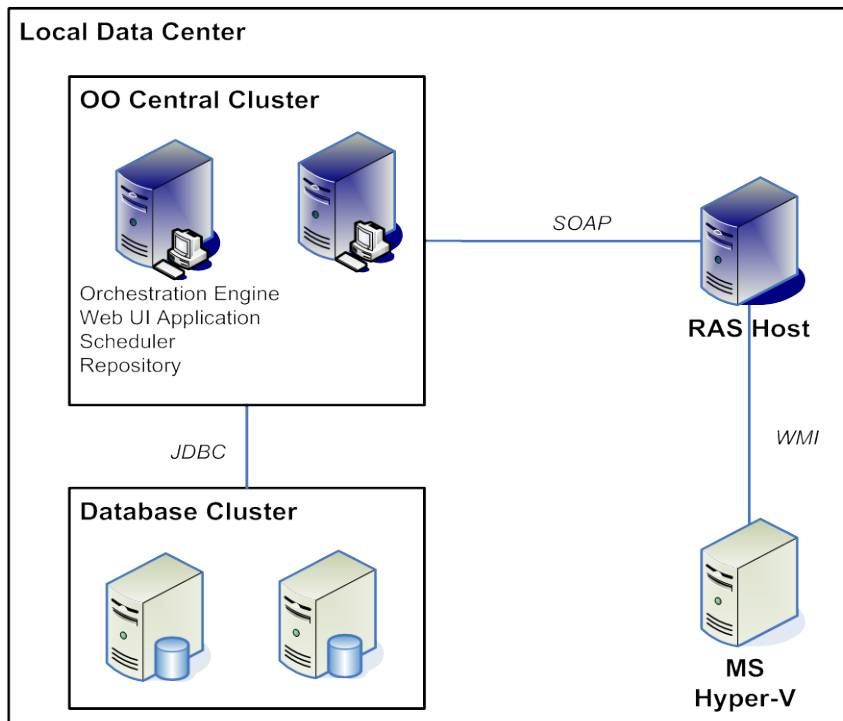 Local Data Center
OO Central Cluster
SOAP
Orchestration Engine
Web UI Application
Scheduler
Repository
RAS Host
JDBC
WMI
Database Cluster
MS
Hyper-V